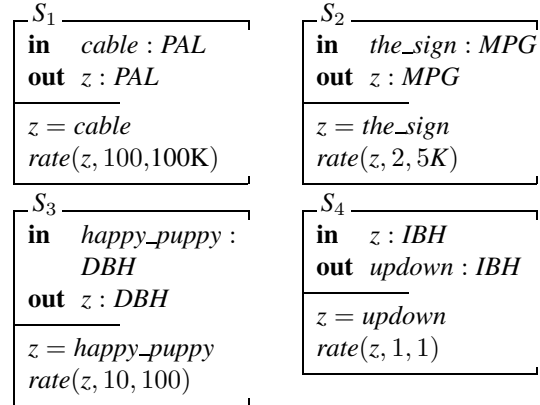 S1
in cable : PAL
out z : PAL
z = cable
rate(z, 100,100K)
S2
in the_sign : MPG
out z : MPG
z = the_sign
rate(z, 2, 5K)
S3
in happy_puppy :
DBH
out z : DBH
z = happy_puppy
rate(z, 10, 100)
S4
in z : IBH
out updown : IBH
z = updown
rate(z, 1, 1)